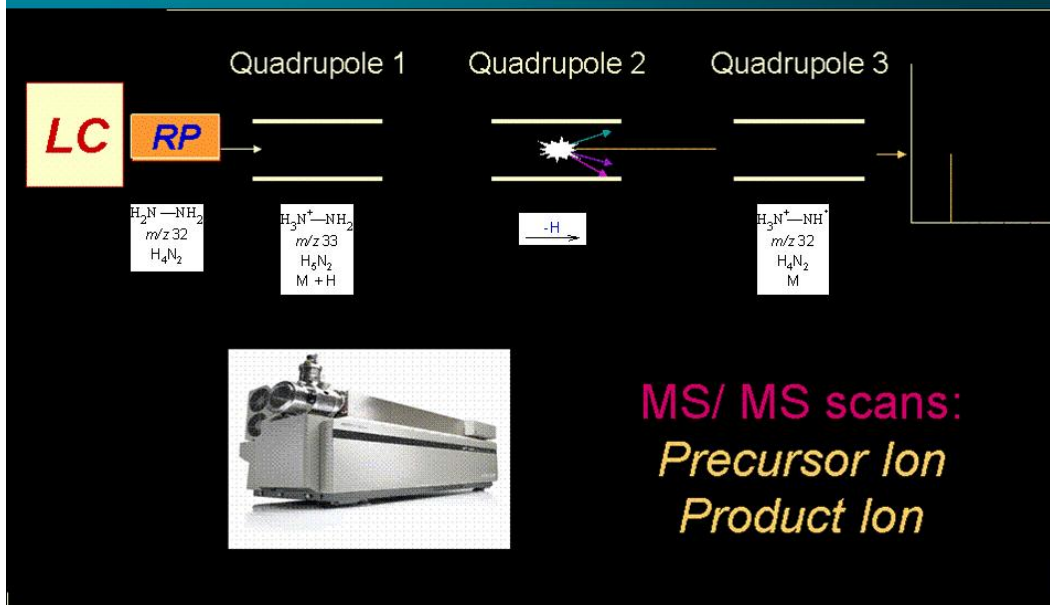 Quadrupole 1
Quadrupole 2
Quadrupole 3
LC
RP
H₂N—NH₂
m/z 32
H₄N₂
H₃N⁺—NH₂
m/z 33
H₅N₂
M + H
-H
H₃N⁺—NH•
m/z 32
H₄N₂
M
MS/ MS scans:
Precursor Ion
Product Ion